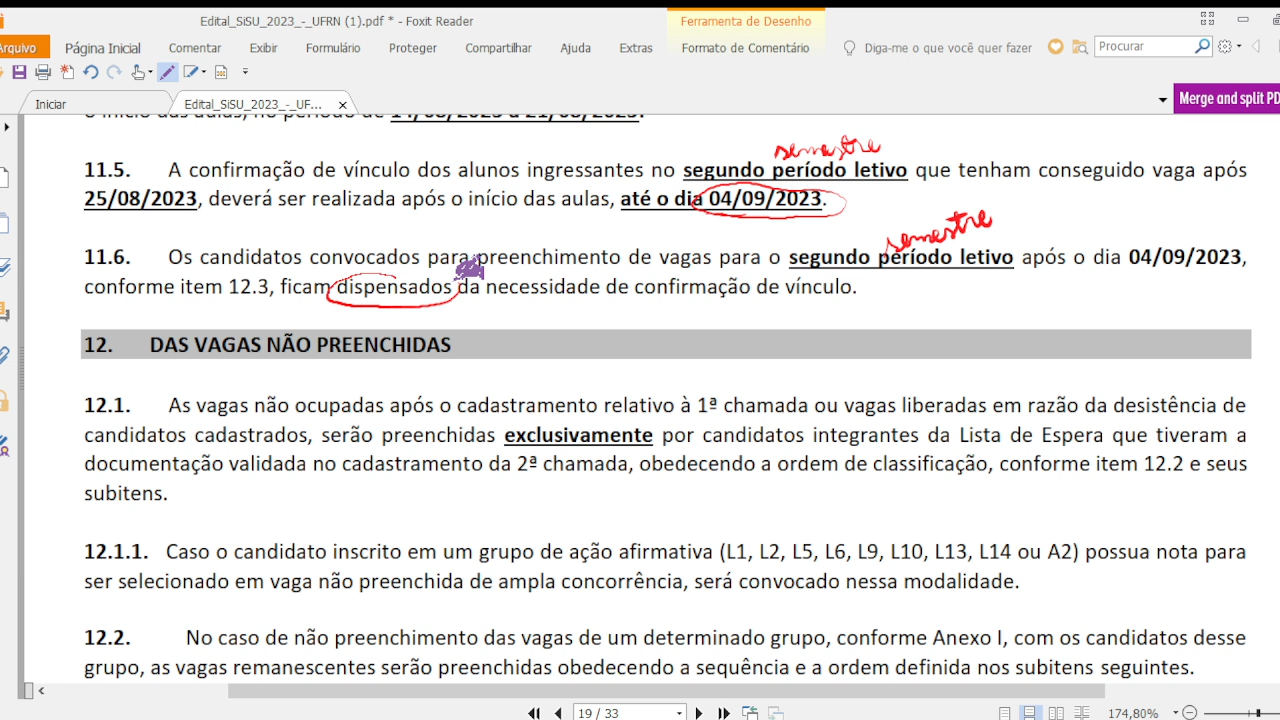 Edital_SiSU_2023_-_UFRN (1).pdf * - Foxit Reader
Ferramenta de Desenho
Arquivo Página Inicial Comentar Exibir Formulário Proteger Compartilhar Ajuda Extras Formato de Comentário Diga-me o que você quer fazer Procurar
Iniciar Edital_SiSU_2023_-_UF... Merge and split PD
o início das aulas, no período de 14/08/2023 a 21/08/2023.
semestre
11.5. A confirmação de vínculo dos alunos ingressantes no segundo período letivo que tenham conseguido vaga após
25/08/2023, deverá ser realizada após o início das aulas, até o dia 04/09/2023.
semestre
11.6. Os candidatos convocados para preenchimento de vagas para o segundo período letivo após o dia 04/09/2023,
conforme item 12.3, ficam dispensados da necessidade de confirmação de vínculo.
12. DAS VAGAS NÃO PREENCHIDAS
12.1. As vagas não ocupadas após o cadastramento relativo à 1ª chamada ou vagas liberadas em razão da desistência de
candidatos cadastrados, serão preenchidas exclusivamente por candidatos integrantes da Lista de Espera que tiveram a
documentação validada no cadastramento da 2ª chamada, obedecendo a ordem de classificação, conforme item 12.2 e seus
subitens.
12.1.1. Caso o candidato inscrito em um grupo de ação afirmativa (L1, L2, L5, L6, L9, L10, L13, L14 ou A2) possua nota para
ser selecionado em vaga não preenchida de ampla concorrência, será convocado nessa modalidade.
12.2. No caso de não preenchimento das vagas de um determinado grupo, conforme Anexo I, com os candidatos desse
grupo, as vagas remanescentes serão preenchidas obedecendo a sequência e a ordem definida nos subitens seguintes.
19 / 33 174,80%